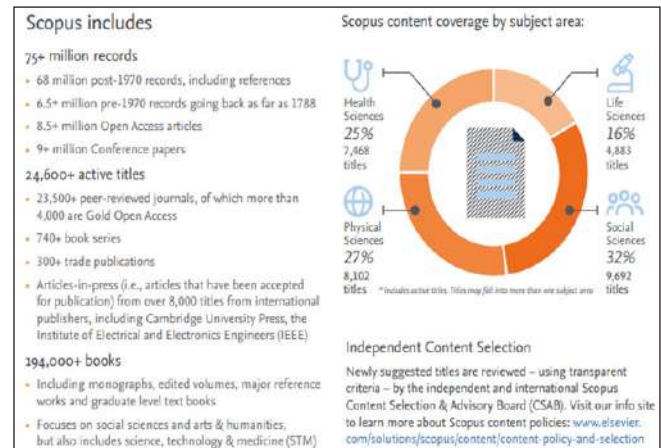 Scopus includes
75+ million records
• 68 million post-1970 records, including references
• 6.5+ million pre-1970 records going back as far as 1788
• 8.5+ million Open Access articles
• 9+ million Conference papers
24,600+ active titles
• 23,500+ peer-reviewed journals, of which more than
4,000 are Gold Open Access
• 740+ book series
• 300+ trade publications
• Articles-in-press (i.e., articles that have been accepted
for publication) from over 8,000 titles from international
publishers, including Cambridge University Press, the
Institute of Electrical and Electronics Engineers (IEEE)
194,000+ books
• Including monographs, edited volumes, major reference
works and graduate level text books
• Focuses on social sciences and arts & humanities,
but also includes science, technology & medicine (STM)
Scopus content coverage by subject area:
Health
Sciences
25%
7,468
titles
Life
Sciences
16%
4,883
titles
Physical
Sciences
27%
8,102
titles
Social
Sciences
32%
9,692
titles
* Includes active titles. Titles may fall into more than one subject area
Independent Content Selection
Newly suggested titles are reviewed – using transparent
criteria – by the independent and international Scopus
Content Selection & Advisory Board (CSAB). Visit our info site
to learn more about Scopus content policies: www.elsevier.
com/solutions/scopus/content/content-policy-and-selection